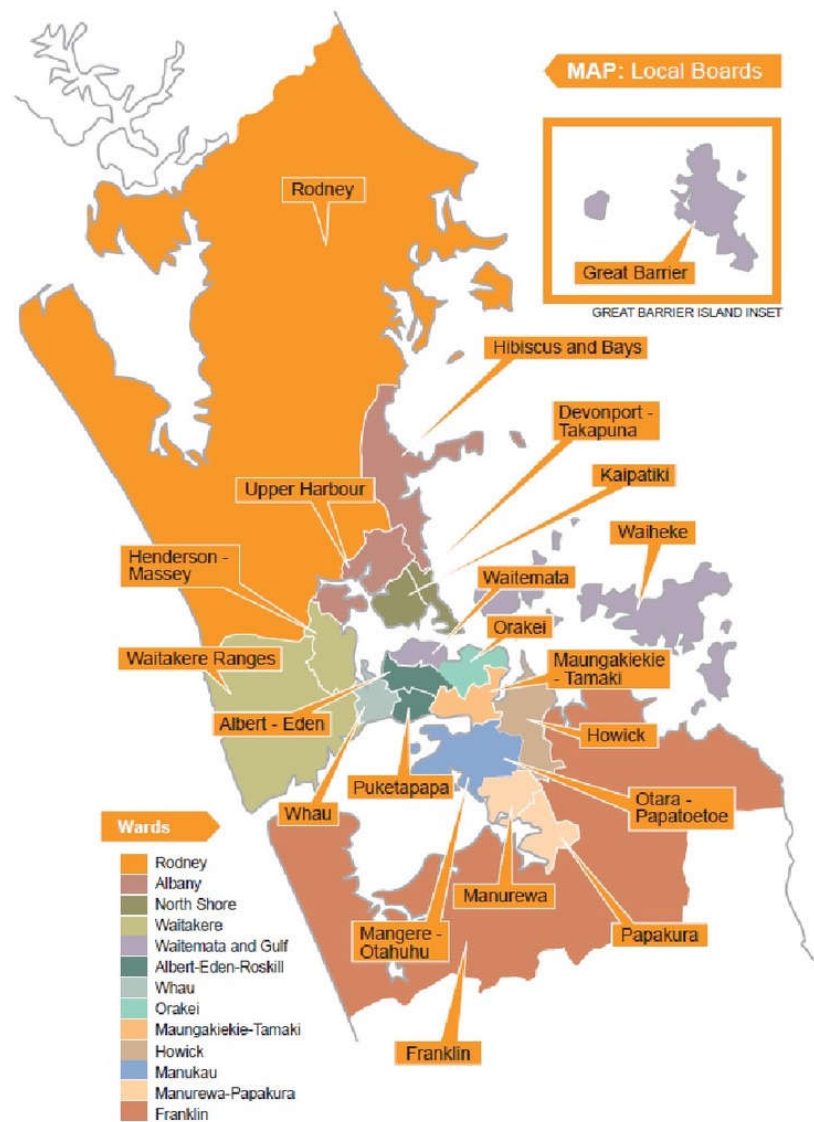 MAP: Local Boards
Rodney
Great Barrier
GREAT BARRIER ISLAND INSET
Hibiscus and Bays
Devonport -
Takapuna
Kaipatiki
Upper Harbour
Waiheke
Henderson -
Massey
Waitemata
Orakei
Waitakere Ranges
Maungakiekie
- Tamaki
Albert - Eden
Howick
Puketapapa
Whau
Otara -
Papatoetoe
Manurewa
Mangere -
Otahuhu
Papakura
Franklin
Wards
Rodney
Albany
North Shore
Waitakere
Waitemata and Gulf
Albert-Eden-Roskill
Whau
Orakei
Maungakiekie-Tamaki
Howick
Manukau
Manurewa-Papakura
Franklin